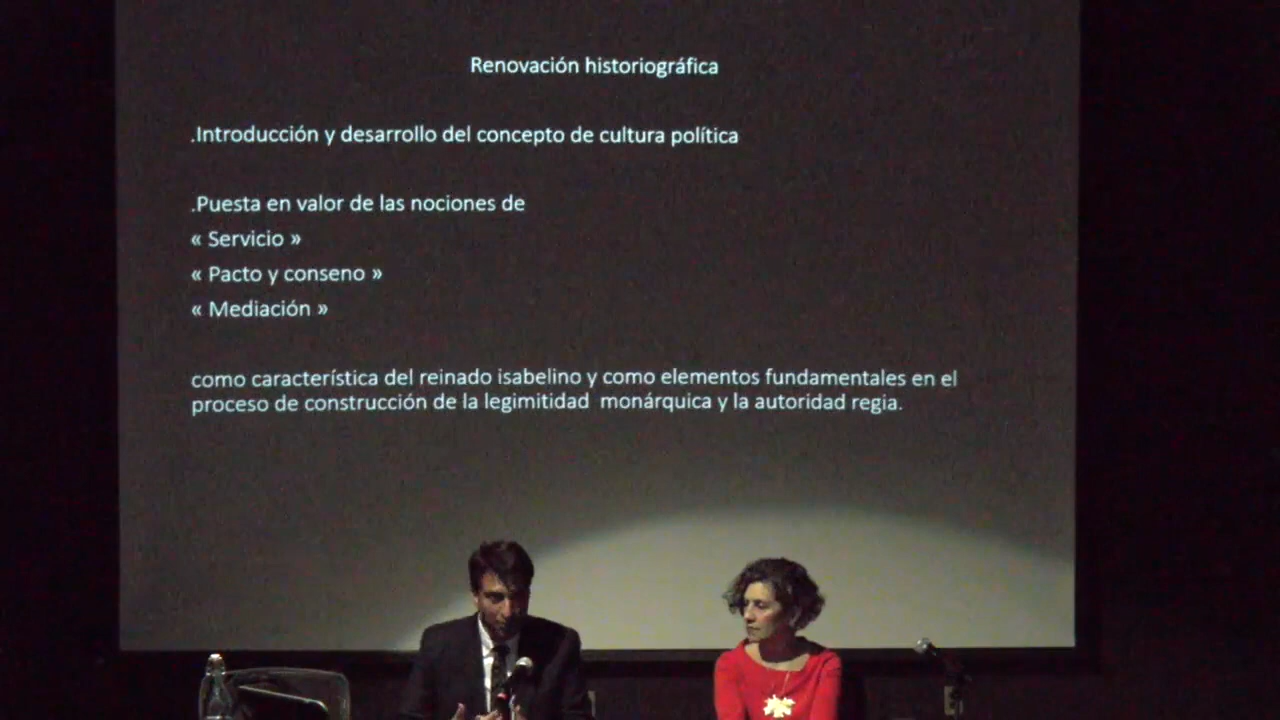 Renovación historiográfica
.Introducción y desarrollo del concepto de cultura política
.Puesta en valor de las nociones de
« Servicio »
« Pacto y conseno »
« Mediación »
como característica del reinado isabelino y como elementos fundamentales en el
proceso de construcción de la legimitidad monárquica y la autoridad regia.